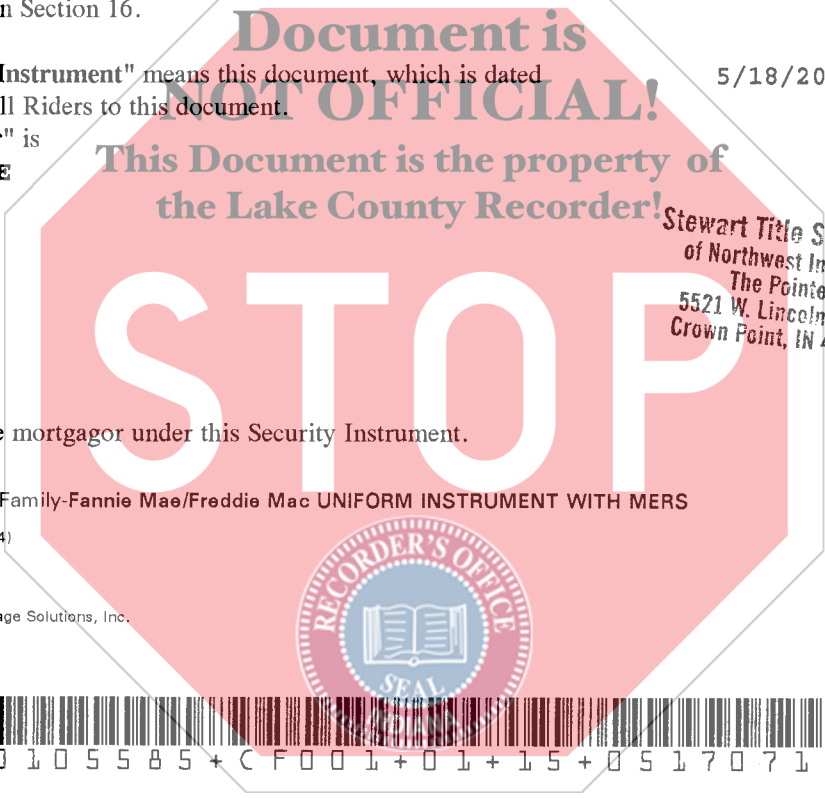 n Section 16.
Document is
Instrument" means this document, which is dated 5/18/20
NOT OFFICIAL!
ll Riders to this document.
" is
This Document is the property of
E
the Lake County Recorder!
Stewart Title S
of Northwest In
The Pointe
5521 W. Lincoln
Crown Point, IN
STOP
e mortgagor under this Security Instrument.
Family-Fannie Mae/Freddie Mac UNIFORM INSTRUMENT WITH MERS
4)
RECORDER'S OFFICE
age Solutions, Inc.
SEAL
INDIANA
0105585+CF001+01+15+0517071